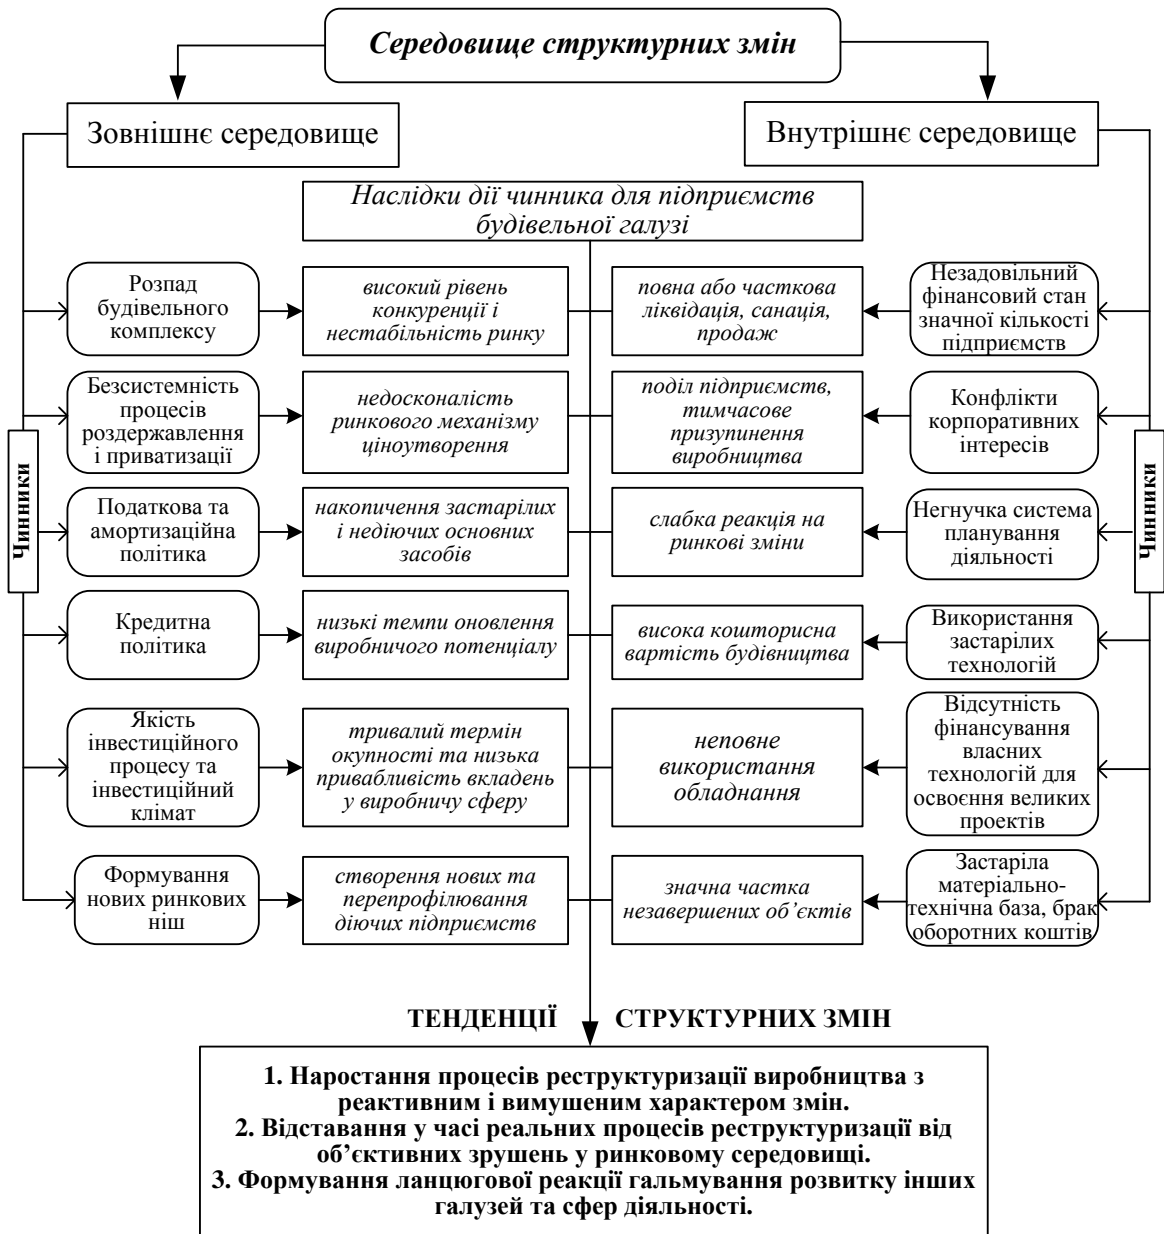 Середовище структурних змін
Зовнішнє середовище
Внутрішнє середовище
Наслідки дії чинника для підприємств
будівельної галузі
Чинники
Розпад
будівельного
комплексу
високий рівень
конкуренції і
нестабільність ринку
повна або часткова
ліквідація, санація,
продаж
Незадовільний
фінансовий стан
значної кількості
підприємств
Безсистемність
процесів
роздержавлення
і приватизації
недосконалість
ринкового механізму
ціноутворення
поділ підприємств,
тимчасове
призупинення
виробництва
Конфлікти
корпоративних
інтересів
Податкова та
амортизаційна
політика
накопичення застарілих
і недіючих основних
засобів
слабка реакція на
ринкові зміни
Негнучка система
планування
діяльності
Кредитна
політика
низькі темпи оновлення
виробничого потенціалу
висока кошторисна
вартість будівництва
Використання
застарілих
технологій
Якість
інвестиційного
процесу та
інвестиційний
клімат
тривалий термін
окупності та низька
привабливість вкладень
у виробничу сферу
неповне
використання
обладнання
Відсутність
фінансування
власних
технологій для
освоєння великих
проектів
Формування
нових ринкових
ніш
створення нових та
перепрофілювання
діючих підприємств
значна частка
незавершених об’єктів
Застаріла
матеріально-
технічна база, брак
оборотних коштів
Чинники
ТЕНДЕНЦІЇ СТРУКТУРНИХ ЗМІН
1. Наростання процесів реструктуризації виробництва з
реактивним і вимушеним характером змін.
2. Відставання у часі реальних процесів реструктуризації від
об’єктивних зрушень у ринковому середовищі.
3. Формування ланцюгової реакції гальмування розвитку інших
галузей та сфер діяльності.